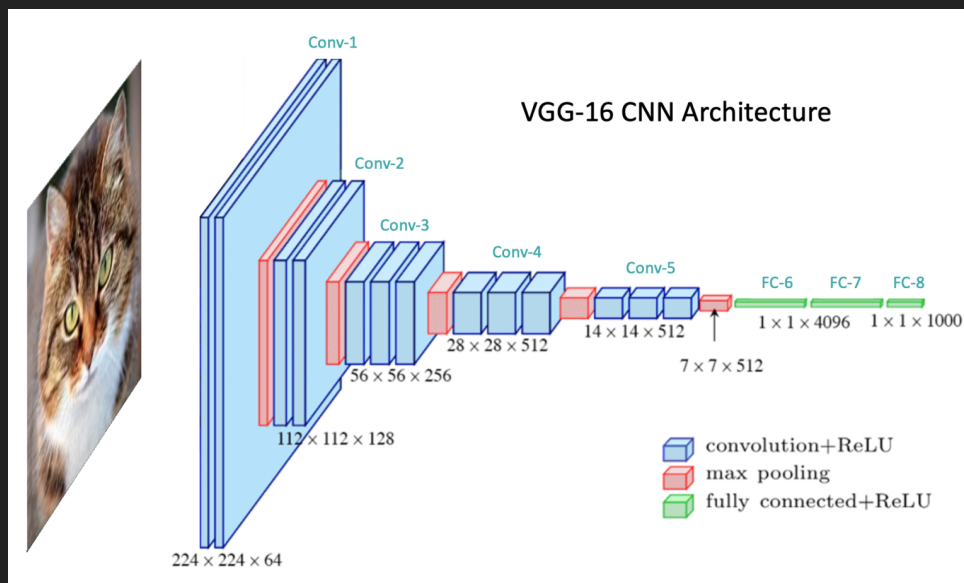 Conv-1
VGG-16 CNN Architecture
Conv-2
Conv-3
Conv-4
Conv-5
FC-6
FC-7
FC-8
1 × 1 × 4096
1 × 1 × 1000
14 × 14 × 512
28 × 28 × 512
7 × 7 × 512
56 × 56 × 256
112 × 112 × 128
224 × 224 × 64
convolution+ReLU
max pooling
fully connected+ReLU